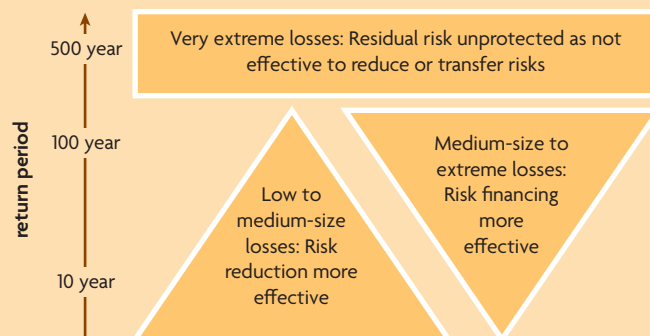 return period
500 year
100 year
10 year
Very extreme losses: Residual risk unprotected as not
effective to reduce or transfer risks
Low to
medium-size
losses: Risk
reduction more
effective
Medium-size to
extreme losses:
Risk financing
more
effective